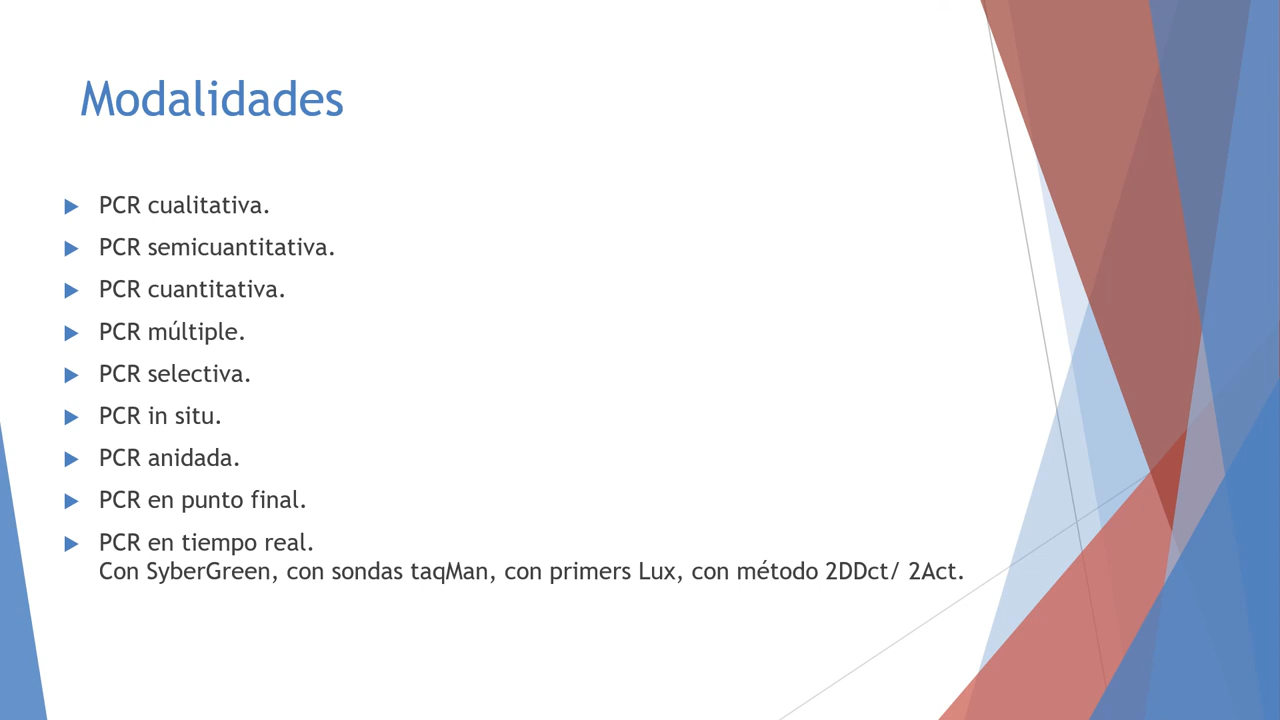 Modalidades
PCR cualitativa.
PCR semicuantitativa.
PCR cuantitativa.
PCR múltiple.
PCR selectiva.
PCR in situ.
PCR anidada.
PCR en punto final.
PCR en tiempo real.
Con SyberGreen, con sondas taqMan, con primers Lux, con método 2DDct/ 2Act.